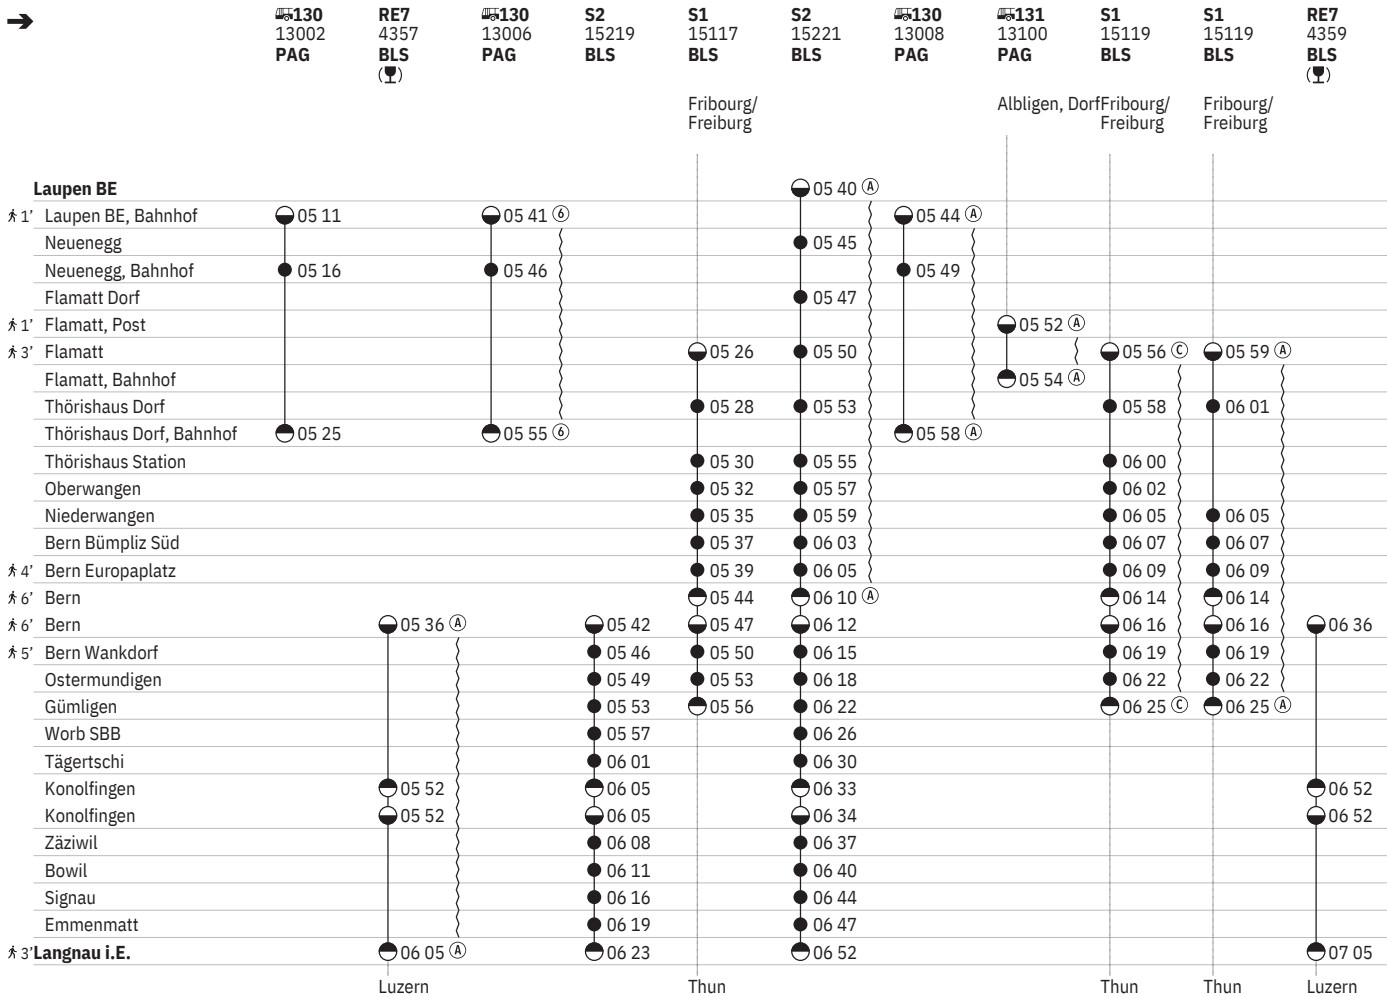 ➔ 130 RE7 130 S2 S1 S2 130 131 S1 S1 RE7
13002 4357 13006 15219 15117 15221 13008 13100 15119 15119 4359
PAG BLS PAG BLS BLS BLS PAG PAG BLS BLS BLS
Fribourg/ Albligen, Dorf Fribourg/ Fribourg/
Freiburg Freiburg Freiburg
Laupen BE 05 40 Ⓐ
1' Laupen BE, Bahnhof 05 11 05 41 ⑥ 05 44 Ⓐ
Neuenegg 05 45
Neuenegg, Bahnhof 05 16 05 46 05 49
Flamatt Dorf 05 47
1' Flamatt, Post 05 52 Ⓐ
3' Flamatt 05 26 05 50 05 56 Ⓒ 05 59 Ⓐ
Flamatt, Bahnhof 05 54 Ⓐ
Thörishaus Dorf 05 28 05 53 05 58 06 01
Thörishaus Dorf, Bahnhof 05 25 05 55 ⑥ 05 58 Ⓐ
Thörishaus Station 05 30 05 55 06 00
Oberwangen 05 32 05 57 06 02
Niederwangen 05 35 05 59 06 05 06 05
Bern Bümpliz Süd 05 37 06 03 06 07 06 07
4' Bern Europaplatz 05 39 06 05 06 09 06 09
6' Bern 05 44 06 10 Ⓐ 06 14 06 14
6' Bern 05 36 Ⓐ 05 42 05 47 06 12 06 16 06 16 06 36
5' Bern Wankdorf 05 46 05 50 06 15 06 19 06 19
Ostermundigen 05 49 05 53 06 18 06 22 06 22
Gümligen 05 53 05 56 06 22 06 25 Ⓒ 06 25 Ⓐ
Worb SBB 05 57 06 26
Tägertschi 06 01 06 30
Konolfingen 05 52 06 05 06 33 06 52
Konolfingen 05 52 06 05 06 34 06 52
Zäziwil 06 08 06 37
Bowil 06 11 06 40
Signau 06 16 06 44
Emmenmatt 06 19 06 47
3' Langnau i.E. 06 05 Ⓐ 06 23 06 52 07 05
Luzern Thun Thun Thun Luzern